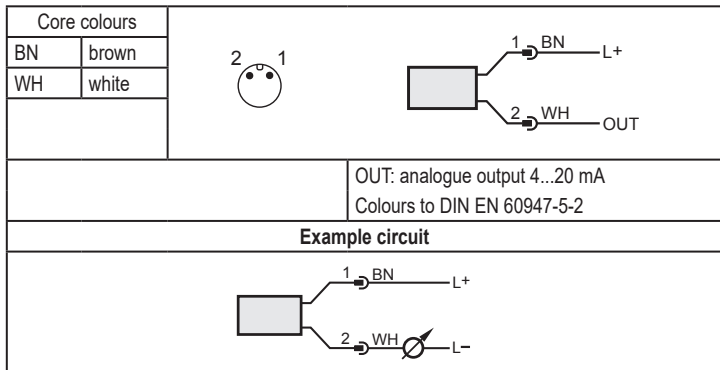 Core colours
BN brown
WH white
2 1
1 BN L+
2 WH OUT
OUT: analogue output 4...20 mA
Colours to DIN EN 60947-5-2
Example circuit
1 BN L+
2 WH L–